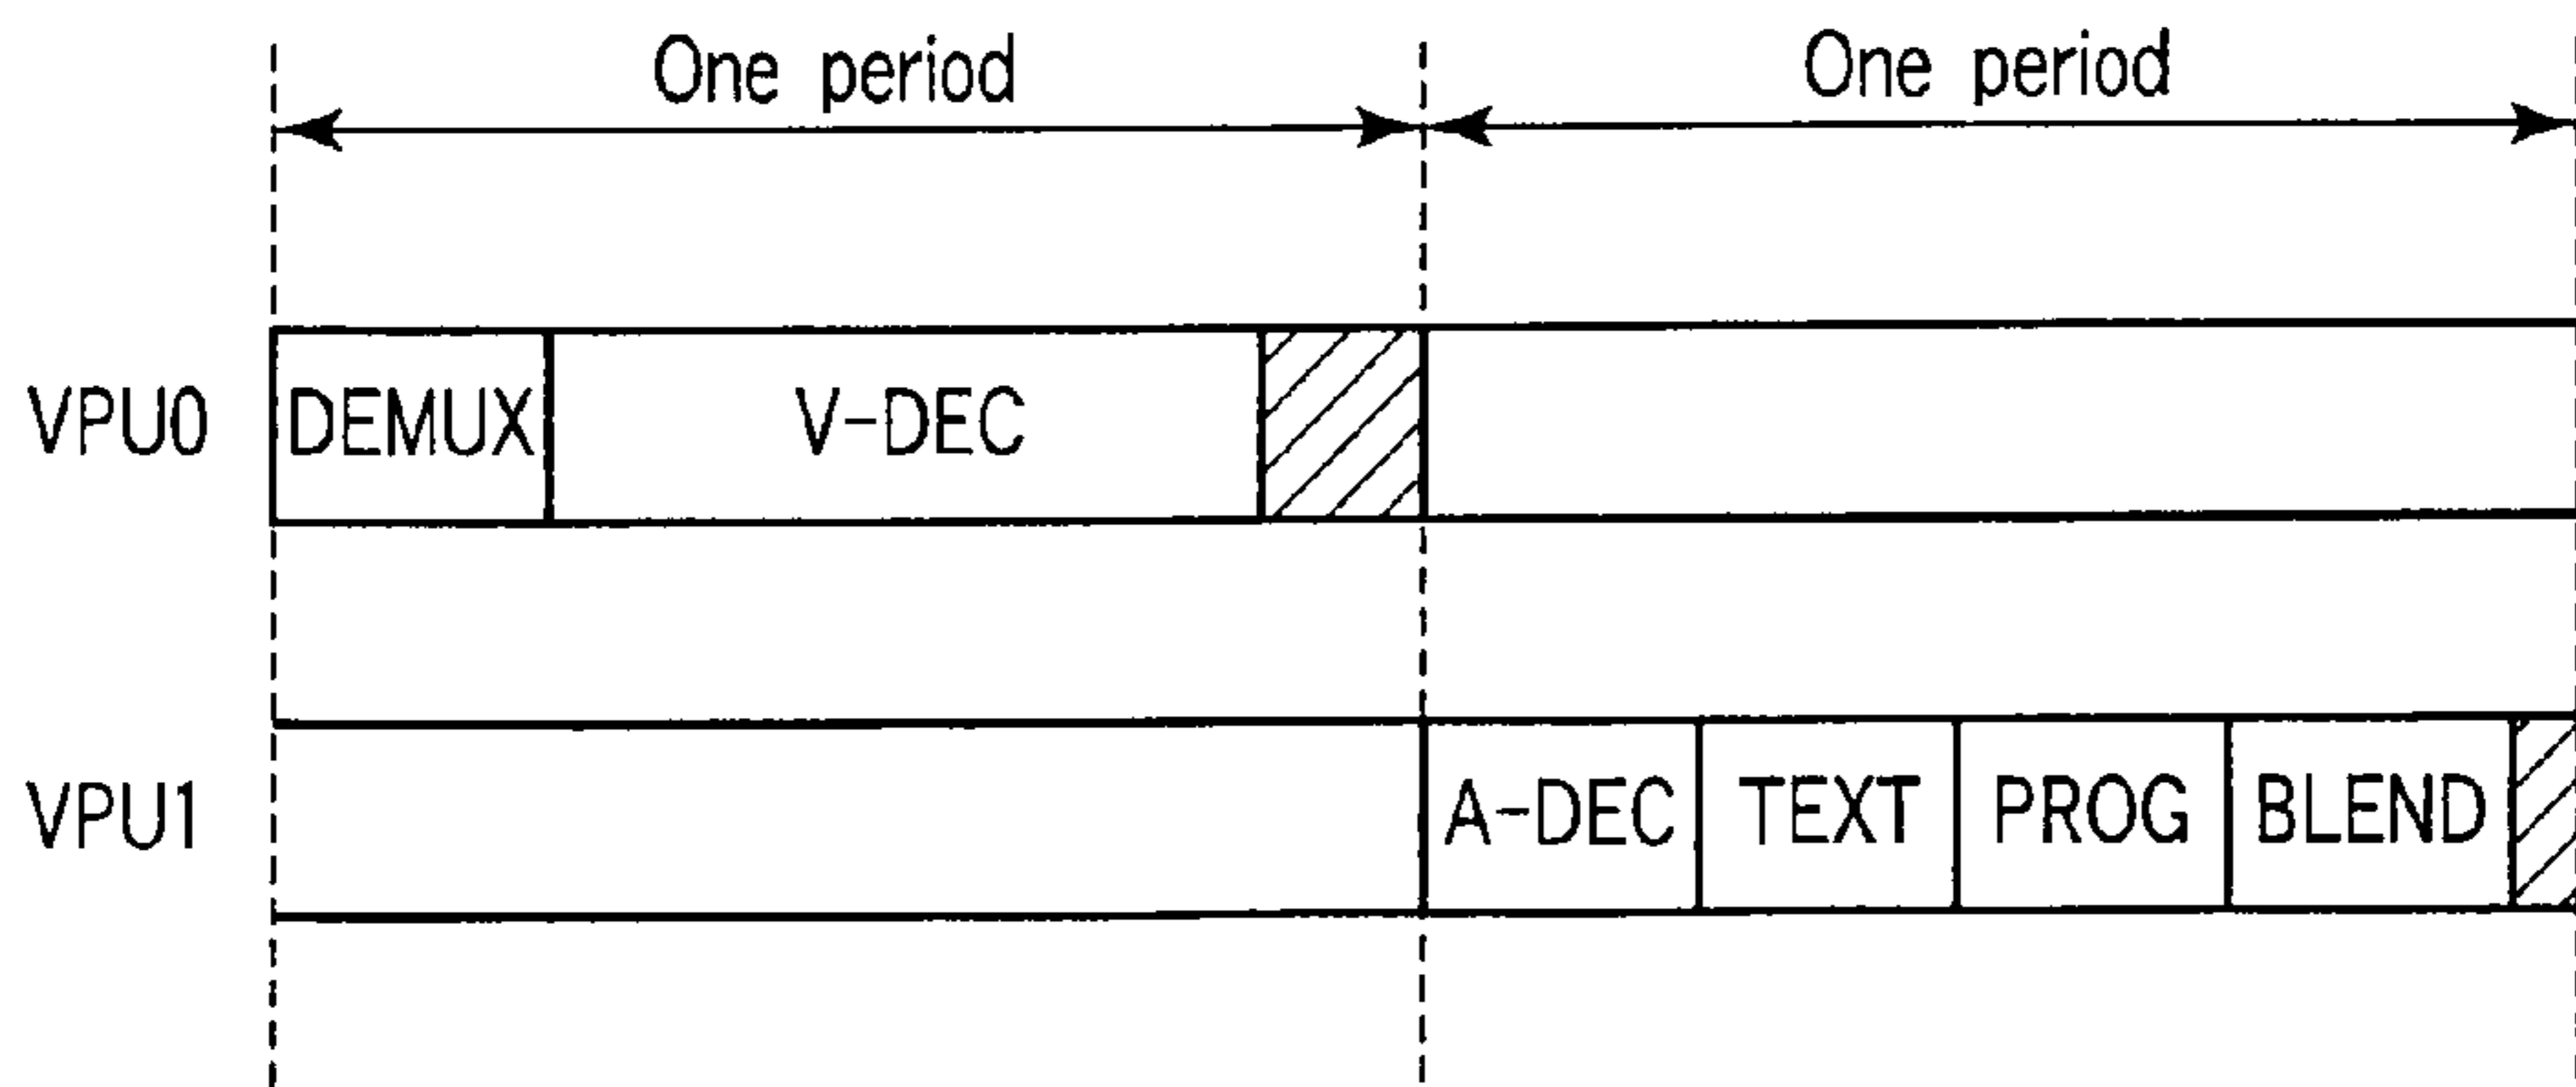 One period One period
VPU0 DEMUX V-DEC
VPU1 A-DEC TEXT PROG BLEND